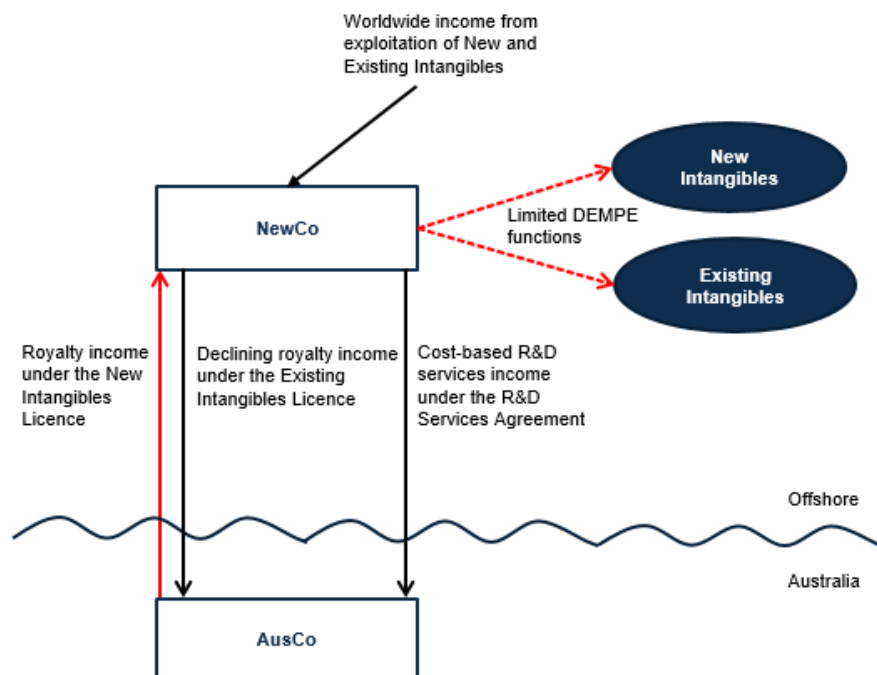 Worldwide income from
exploitation of New and
Existing Intangibles
New
Intangibles
NewCo
Limited DEMPE
functions
Existing
Intangibles
Royalty income
under the New
Intangibles
Licence
Declining royalty income
under the Existing
Intangibles Licence
Cost-based R&D
services income
under the R&D
Services Agreement
Offshore
Australia
AusCo